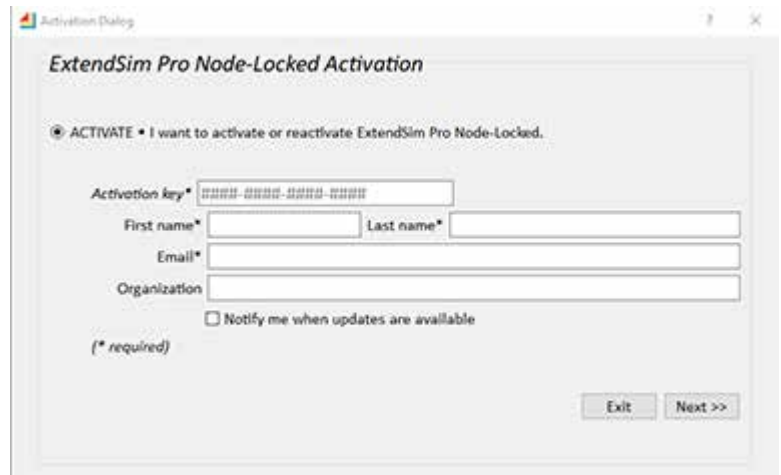 Activation Dialog
ExtendSim Pro Node-Locked Activation
ACTIVATE • I want to activate or reactivate ExtendSim Pro Node-Locked.
Activation key* ####-####-####-####
First name* Last name*
Email*
Organization
Notify me when updates are available
(* required)
Exit Next >>